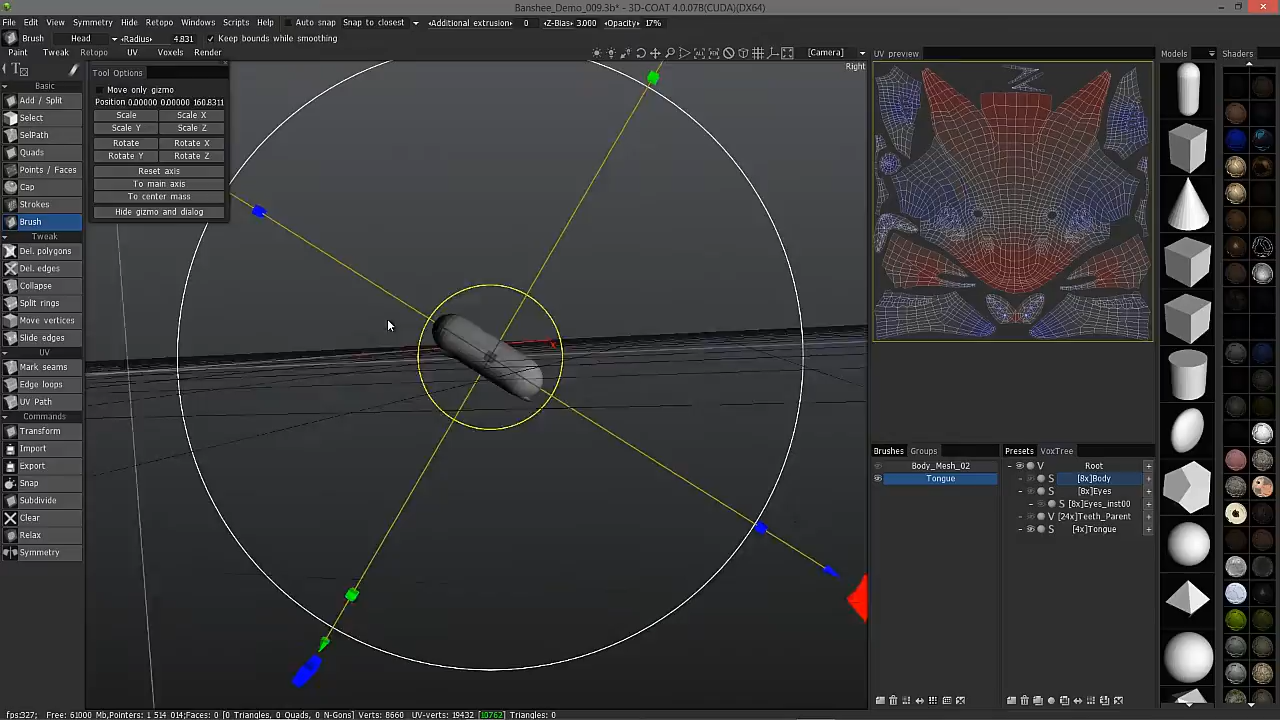 Banshee_Demo_009.3b* - 3D-COAT 4.0.07B(CUDA)(DX64)
File Edit View Symmetry Hide Retopo Windows Scripts Help Auto snap Snap to closest Additional extrusion 0 Z-Bias 3.000 Opacity 17%
Brush Head Radius 4.831 Keep bounds while smoothing
Paint Tweak Retopo UV Voxels Render [Camera]
Right
Basic
Add / Split
Select
SelPath
Quads
Points / Faces
Cap
Strokes
Brush
Tweak
Del. polygons
Del. edges
Collapse
Split rings
Move vertices
Slide edges
UV
Mark seams
Edge loops
UV Path
Commands
Transform
Import
Export
Snap
Subdivide
Clear
Relax
Symmetry
Tool Options
Move only gizmo
Position 0.00000 0.00000 160.8311
Scale Scale X
Scale Y Scale Z
Rotate Rotate X
Rotate Y Rotate Z
Reset axis
To main axis
To center mass
Hide gizmo and dialog
X
UV preview
Brushes Groups
Body_Mesh_02
Tongue
Presets VoxTree
V Root
S [8x]Body
S [8x]Eyes
S [8x]Eyes_inst00
V [24x]Teeth_Parent
S [4x]Tongue
Models
Shaders
fps:327; Free: 61000 Mb,Pointers: 1 514 014;Faces: 0 [0 Triangles, 0 Quads, 0 N-Gons] Verts: 8660 UV-verts: 19432 [10762] Triangles: 0